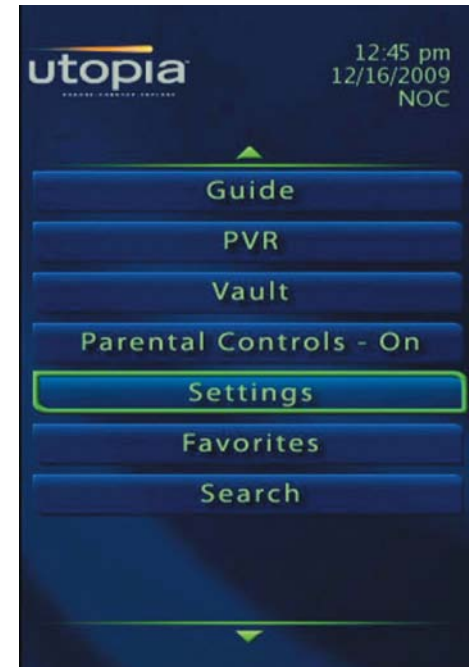 utopia
12:45 pm
12/16/2009
NOC
Guide
PVR
Vault
Parental Controls - On
Settings
Favorites
Search